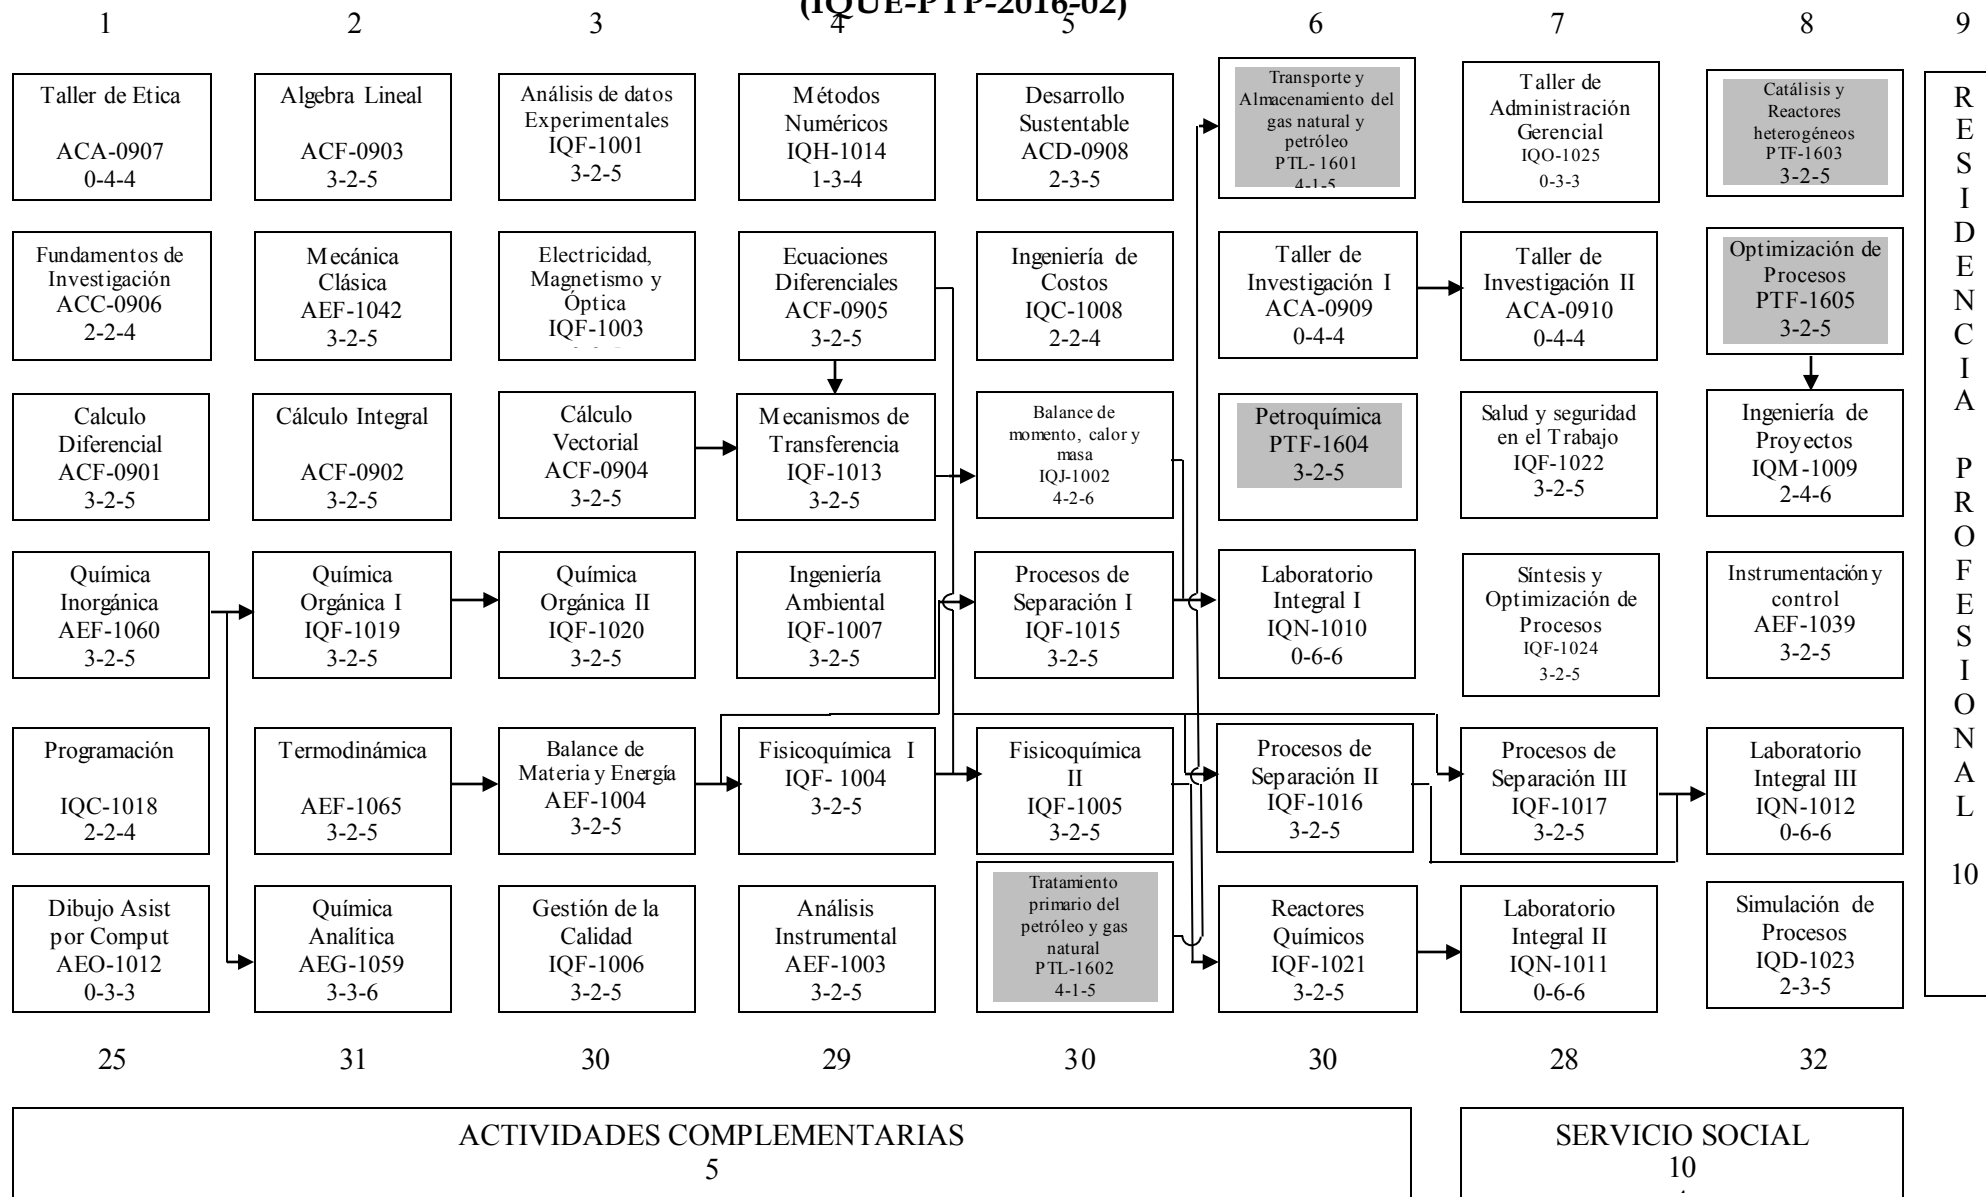 (IQUE-PTP-2016-02)
1
2
3
4
5
6
7
8
9
Taller de Etica
ACA-0907
0-4-4
Algebra Lineal
ACF-0903
3-2-5
Análisis de datos
Experimentales
IQF-1001
3-2-5
Métodos
Numéricos
IQH-1014
1-3-4
Desarrollo
Sustentable
ACD-0908
2-3-5
Transporte y
Almacenamiento del
gas natural y
petróleo
PTL- 1601
4-1-5
Taller de
Administración
Gerencial
IQO-1025
0-3-3
Catálisis y
Reactores
heterogéneos
PTF-1603
3-2-5
Fundamentos de
Investigación
ACC-0906
2-2-4
Mecánica
Clásica
AEF-1042
3-2-5
Electricidad,
Magnetismo y
Óptica
IQF-1003
Ecuaciones
Diferenciales
ACF-0905
3-2-5
Ingeniería de
Costos
IQC-1008
2-2-4
Taller de
Investigación I
ACA-0909
0-4-4
Taller de
Investigación II
ACA-0910
0-4-4
Optimización de
Procesos
PTF-1605
3-2-5
Calculo
Diferencial
ACF-0901
3-2-5
Cálculo Integral
ACF-0902
3-2-5
Cálculo
Vectorial
ACF-0904
3-2-5
Mecanismos de
Transferencia
IQF-1013
3-2-5
Balance de
momento, calor y
masa
IQJ-1002
4-2-6
Petroquímica
PTF-1604
3-2-5
Salud y seguridad
en el Trabajo
IQF-1022
3-2-5
Ingeniería de
Proyectos
IQM-1009
2-4-6
Química
Inorgánica
AEF-1060
3-2-5
Química
Orgánica I
IQF-1019
3-2-5
Química
Orgánica II
IQF-1020
3-2-5
Ingeniería
Ambiental
IQF-1007
3-2-5
Procesos de
Separación I
IQF-1015
3-2-5
Laboratorio
Integral I
IQN-1010
0-6-6
Síntesis y
Optimización de
Procesos
IQF-1024
3-2-5
Instrumentación y
control
AEF-1039
3-2-5
Programación
IQC-1018
2-2-4
Termodinámica
AEF-1065
3-2-5
Balance de
Materia y Energía
AEF-1004
3-2-5
Fisicoquímica I
IQF- 1004
3-2-5
Fisicoquímica
II
IQF-1005
3-2-5
Procesos de
Separación II
IQF-1016
3-2-5
Procesos de
Separación III
IQF-1017
3-2-5
Laboratorio
Integral III
IQN-1012
0-6-6
Dibujo Asist
por Comput
AEO-1012
0-3-3
Química
Analítica
AEG-1059
3-3-6
Gestión de la
Calidad
IQF-1006
3-2-5
Análisis
Instrumental
AEF-1003
3-2-5
Tratamiento
primario del
petróleo y gas
natural
PTL-1602
4-1-5
Reactores
Químicos
IQF-1021
3-2-5
Laboratorio
Integral II
IQN-1011
0-6-6
Simulación de
Procesos
IQD-1023
2-3-5
RESIDENCIA PROFESIONAL
10
25
31
30
29
30
30
28
32
ACTIVIDADES COMPLEMENTARIAS
5
SERVICIO SOCIAL
10